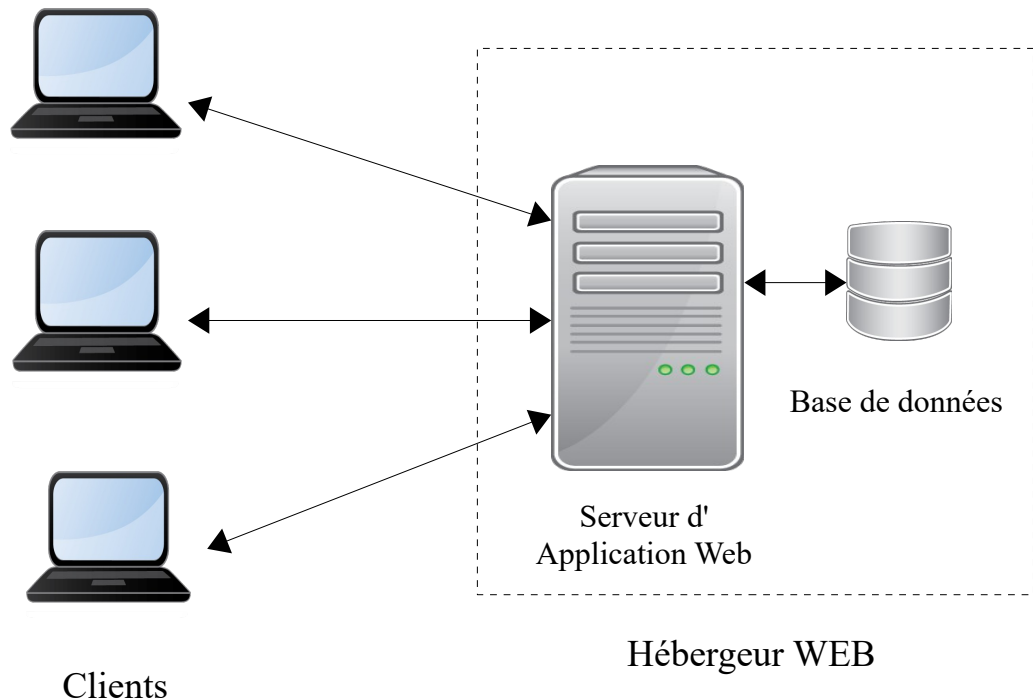 Base de données
Serveur d'
Application Web
Hébergeur WEB
Clients